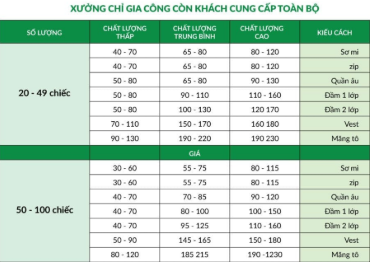 XƯỞNG CHỈ GIA CÔNG CÒN KHÁCH CUNG CẤP TOÀN BỘ
SỐ LƯỢNG CHẤT LƯỢNG THẤP CHẤT LƯỢNG TRUNG BÌNH CHẤT LƯỢNG CAO KIỂU CÁCH
20 - 49 chiếc
40 - 70 65 - 80 80 - 120 Sơ mi
40 - 70 65 - 80 80 - 120 zip
50 - 80 65 - 80 90 - 130 Quần âu
50 - 80 90 - 110 110 - 160 Đầm 1 lớp
50 - 80 100 - 130 120 170 Đầm 2 lớp
70 - 110 150 - 170 160 180 Vest
90 - 130 190 - 220 190 230 Măng tô
GIÁ
50 - 100 chiếc
30 - 60 55 - 75 80 - 115 Sơ mi
30 - 60 55 - 75 80 - 115 zip
40 - 70 70 - 85 90 - 120 Quần âu
40 - 70 80 - 100 100 - 150 Đầm 1 lớp
40 - 70 95 - 125 110 - 160 Đầm 2 lớp
50 - 90 145 - 165 150 - 180 Vest
80 - 120 185 215 190 -1230 Măng tô